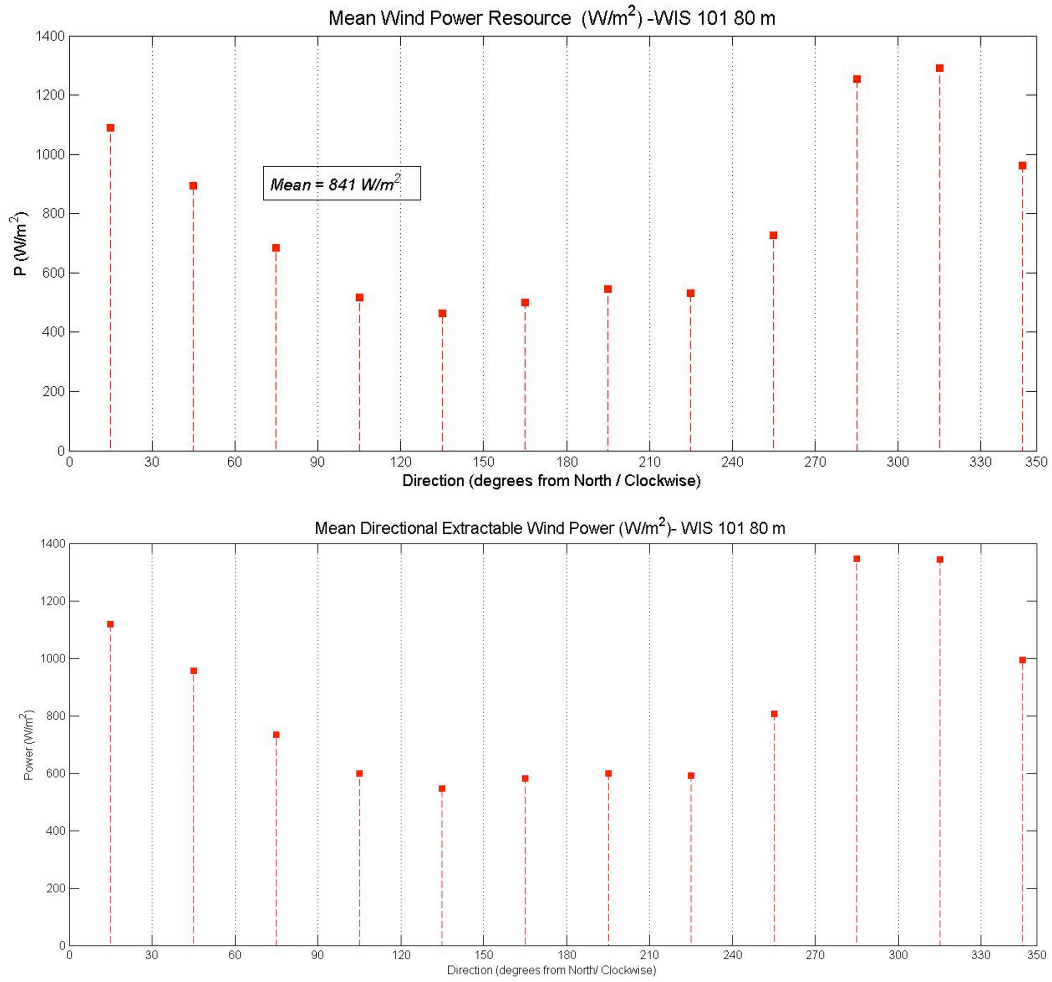 Mean Wind Power Resource (W/m²) -WIS 101 80 m
1400
1200
1000
800
600
400
200
0
P (W/m²)
Mean = 841 W/m²
0 30 60 90 120 150 180 210 240 270 300 330 350
Direction (degrees from North / Clockwise)
Mean Directional Extractable Wind Power (W/m²)- WIS 101 80 m
1400
1200
1000
800
600
400
200
0
Power (W/m²)
0 30 60 90 120 150 180 210 240 270 300 330 350
Direction (degrees from North/ Clockwise)